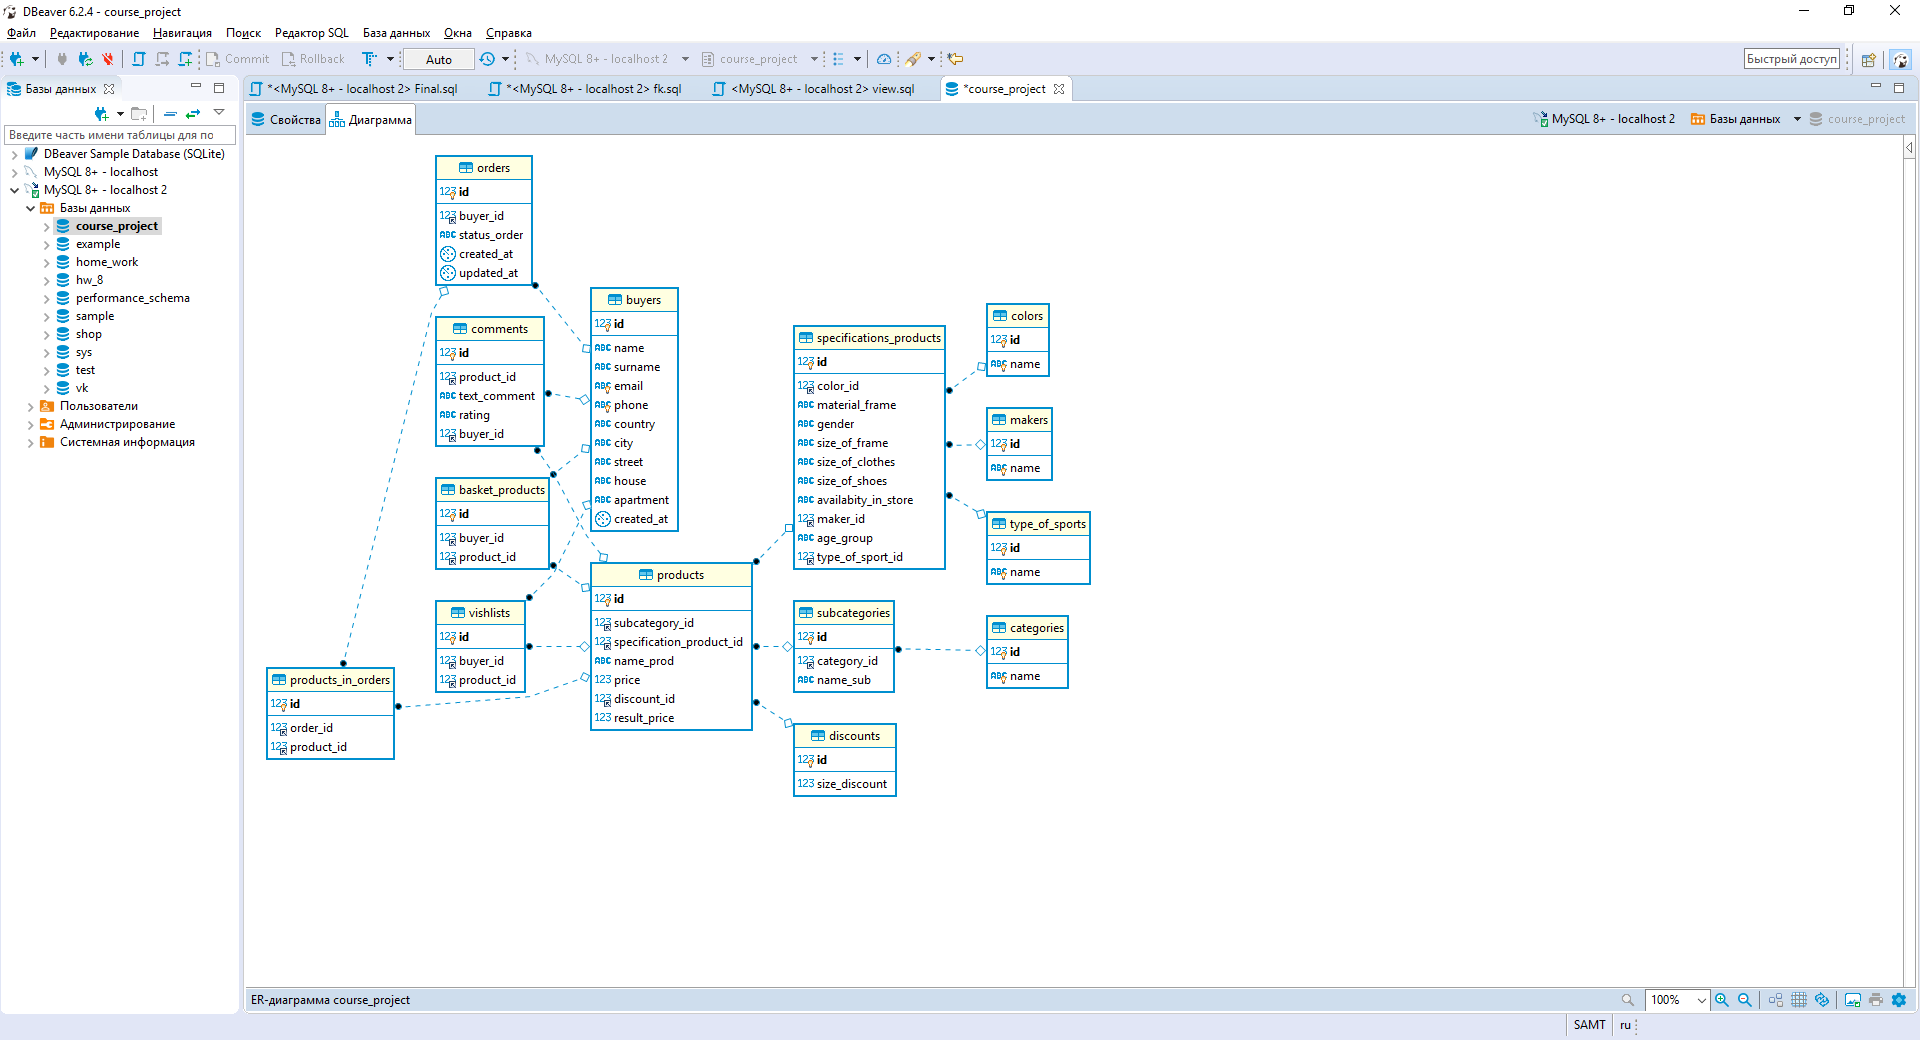 DBeaver 6.2.4 - course_project
Файл Редактирование Навигация Поиск Редактор SQL База данных Окна Справка
Commit Rollback Auto MySQL 8+ - localhost 2 course_project Быстрый доступ
Базы данных
*<MySQL 8+ - localhost 2> Final.sql *<MySQL 8+ - localhost 2> fk.sql <MySQL 8+ - localhost 2> view.sql *course_project
Свойства Диаграмма MySQL 8+ - localhost 2 Базы данных course_project
Введите часть имени таблицы для по
DBeaver Sample Database (SQLite)
MySQL 8+ - localhost
MySQL 8+ - localhost 2
Базы данных
course_project
example
home_work
hw_8
performance_schema
sample
shop
sys
test
vk
Пользователи
Администрирование
Системная информация
orders
123 id
123 buyer_id
ABC status_order
created_at
updated_at
comments
123 id
123 product_id
ABC text_comment
ABC rating
123 buyer_id
basket_products
123 id
123 buyer_id
123 product_id
vishlists
123 id
123 buyer_id
123 product_id
products_in_orders
123 id
123 order_id
123 product_id
buyers
123 id
ABC name
ABC surname
ABC email
ABC phone
ABC country
ABC city
ABC street
ABC house
ABC apartment
created_at
products
123 id
123 subcategory_id
123 specification_product_id
ABC name_prod
123 price
123 discount_id
123 result_price
specifications_products
123 id
123 color_id
ABC material_frame
ABC gender
ABC size_of_frame
ABC size_of_clothes
ABC size_of_shoes
ABC availabity_in_store
123 maker_id
ABC age_group
123 type_of_sport_id
subcategories
123 id
123 category_id
ABC name_sub
discounts
123 id
123 size_discount
colors
123 id
ABC name
makers
123 id
ABC name
type_of_sports
123 id
ABC name
categories
123 id
ABC name
ER-диаграмма course_project 100%
SAMT ru